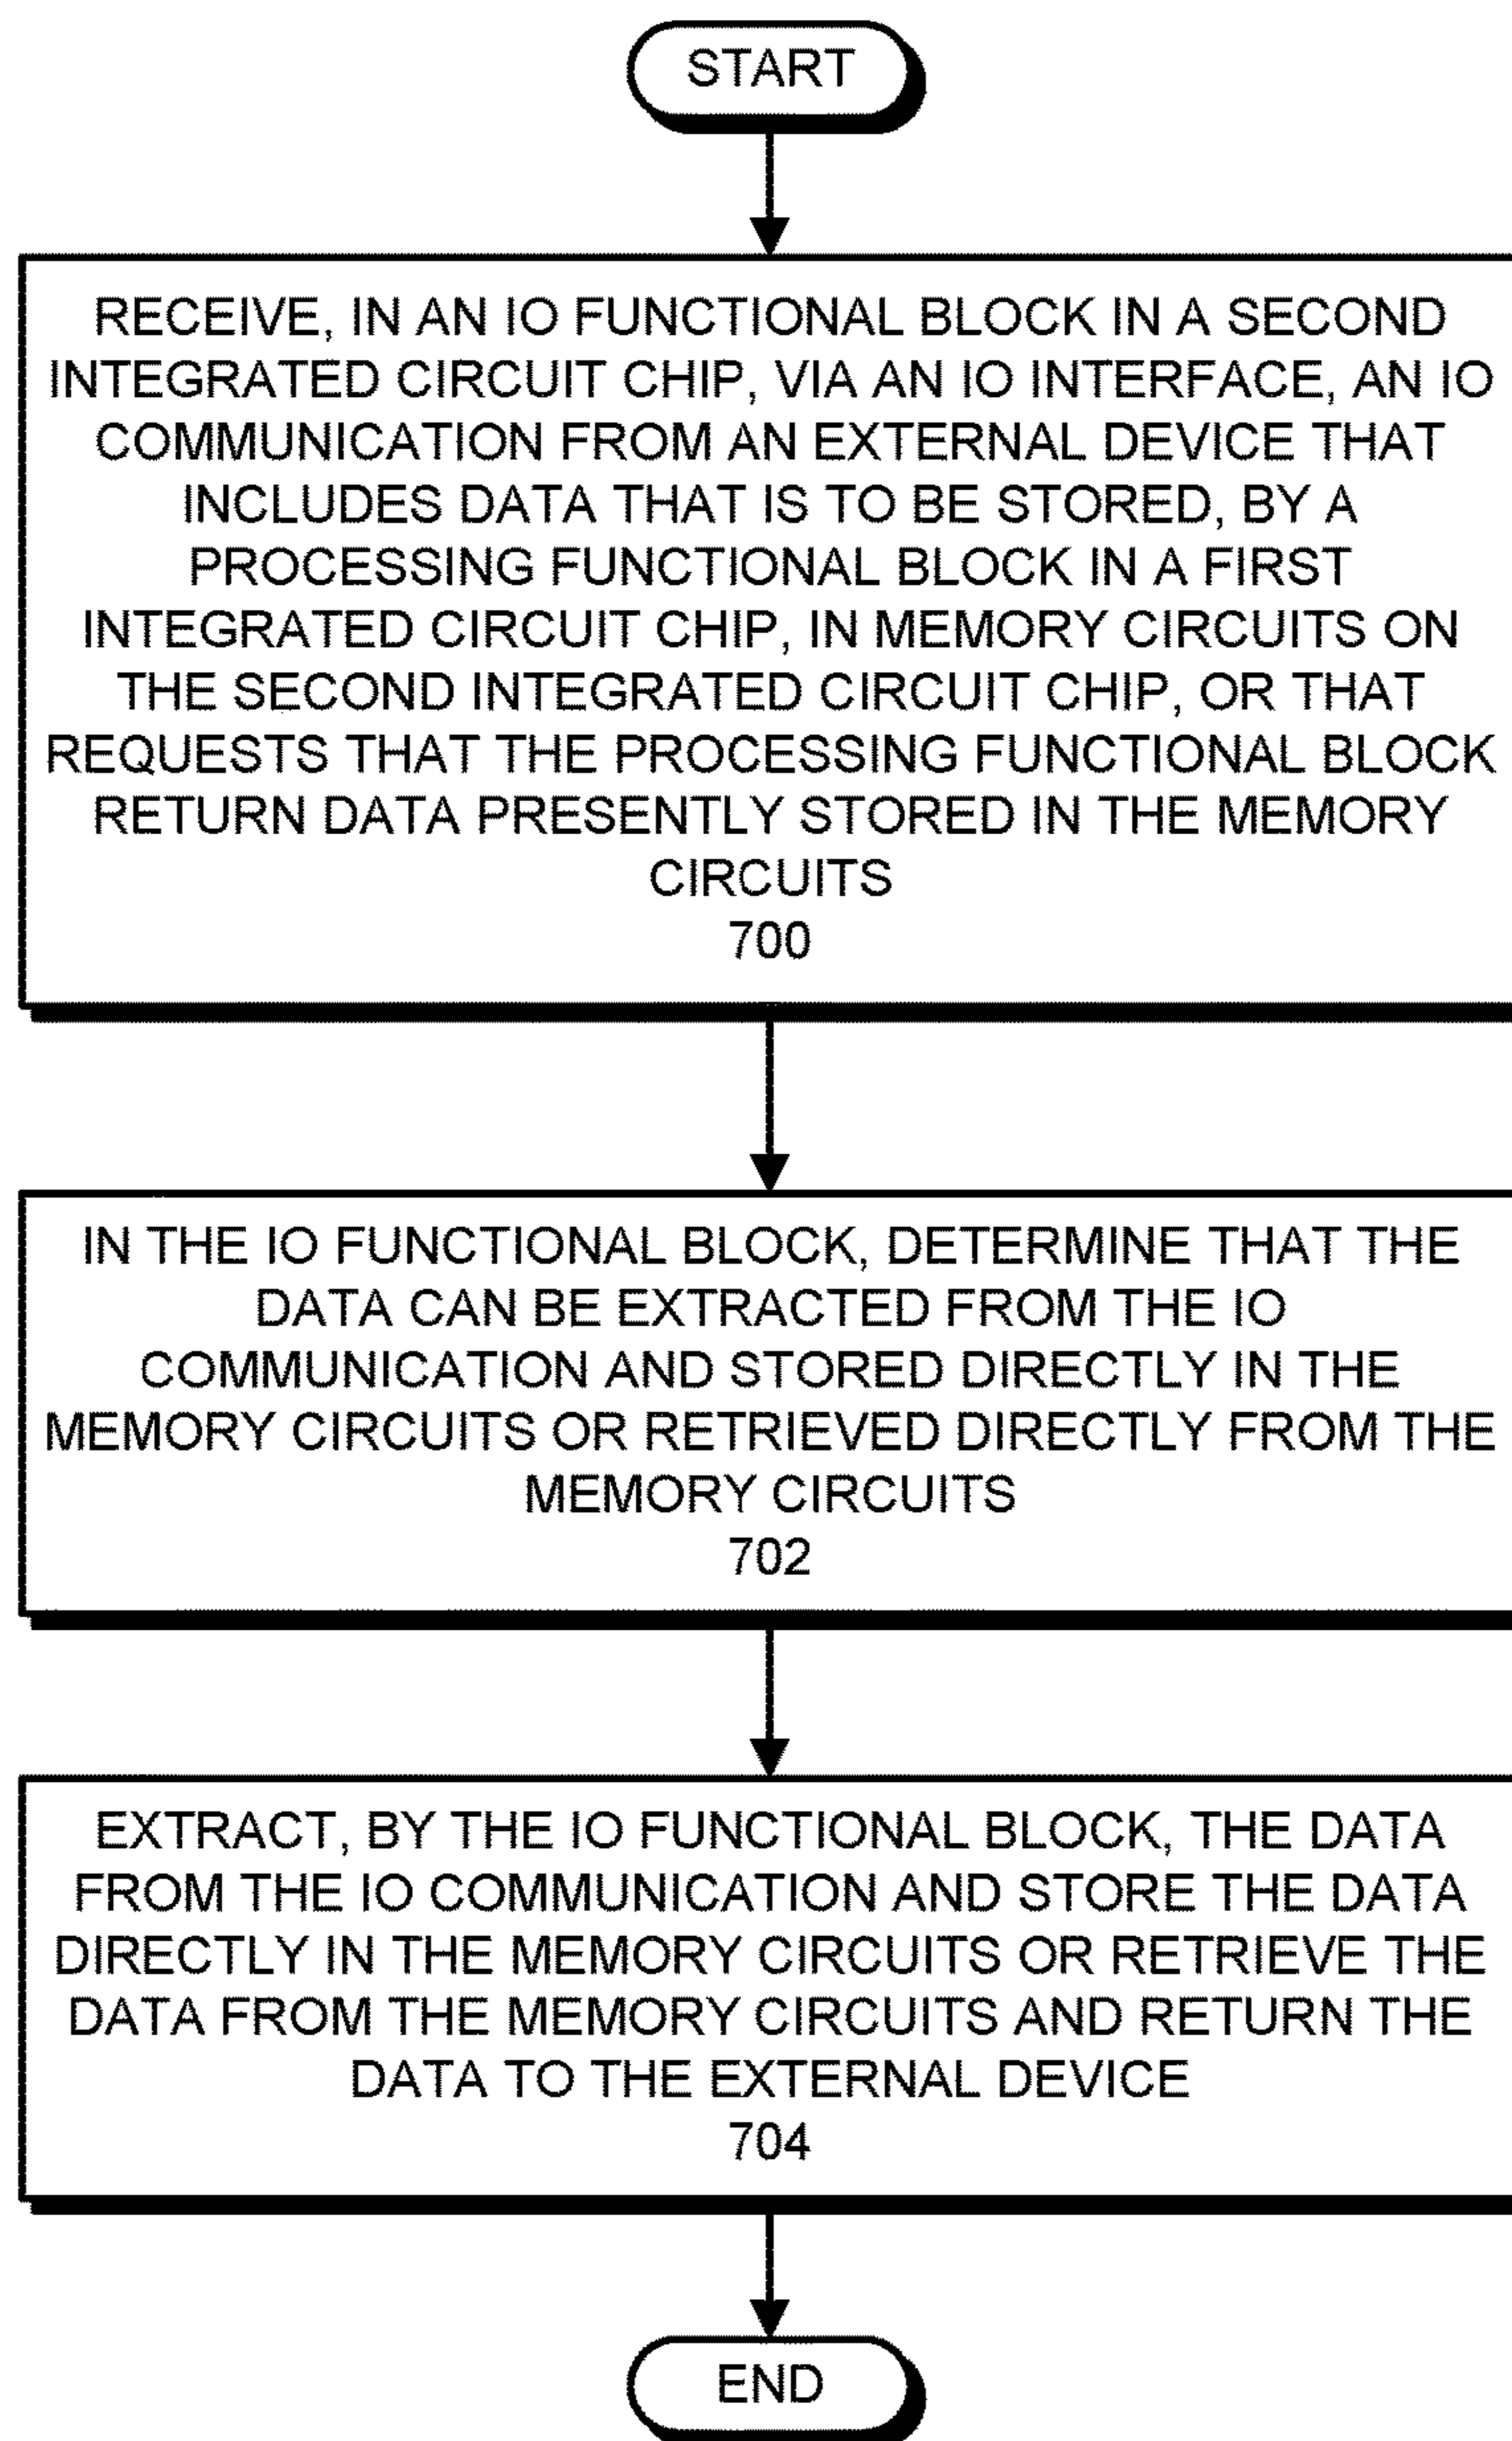 START
RECEIVE, IN AN IO FUNCTIONAL BLOCK IN A SECOND
INTEGRATED CIRCUIT CHIP, VIA AN IO INTERFACE, AN IO
COMMUNICATION FROM AN EXTERNAL DEVICE THAT
INCLUDES DATA THAT IS TO BE STORED, BY A
PROCESSING FUNCTIONAL BLOCK IN A FIRST
INTEGRATED CIRCUIT CHIP, IN MEMORY CIRCUITS ON
THE SECOND INTEGRATED CIRCUIT CHIP, OR THAT
REQUESTS THAT THE PROCESSING FUNCTIONAL BLOCK
RETURN DATA PRESENTLY STORED IN THE MEMORY
CIRCUITS
700
IN THE IO FUNCTIONAL BLOCK, DETERMINE THAT THE
DATA CAN BE EXTRACTED FROM THE IO
COMMUNICATION AND STORED DIRECTLY IN THE
MEMORY CIRCUITS OR RETRIEVED DIRECTLY FROM THE
MEMORY CIRCUITS
702
EXTRACT, BY THE IO FUNCTIONAL BLOCK, THE DATA
FROM THE IO COMMUNICATION AND STORE THE DATA
DIRECTLY IN THE MEMORY CIRCUITS OR RETRIEVE THE
DATA FROM THE MEMORY CIRCUITS AND RETURN THE
DATA TO THE EXTERNAL DEVICE
704
END